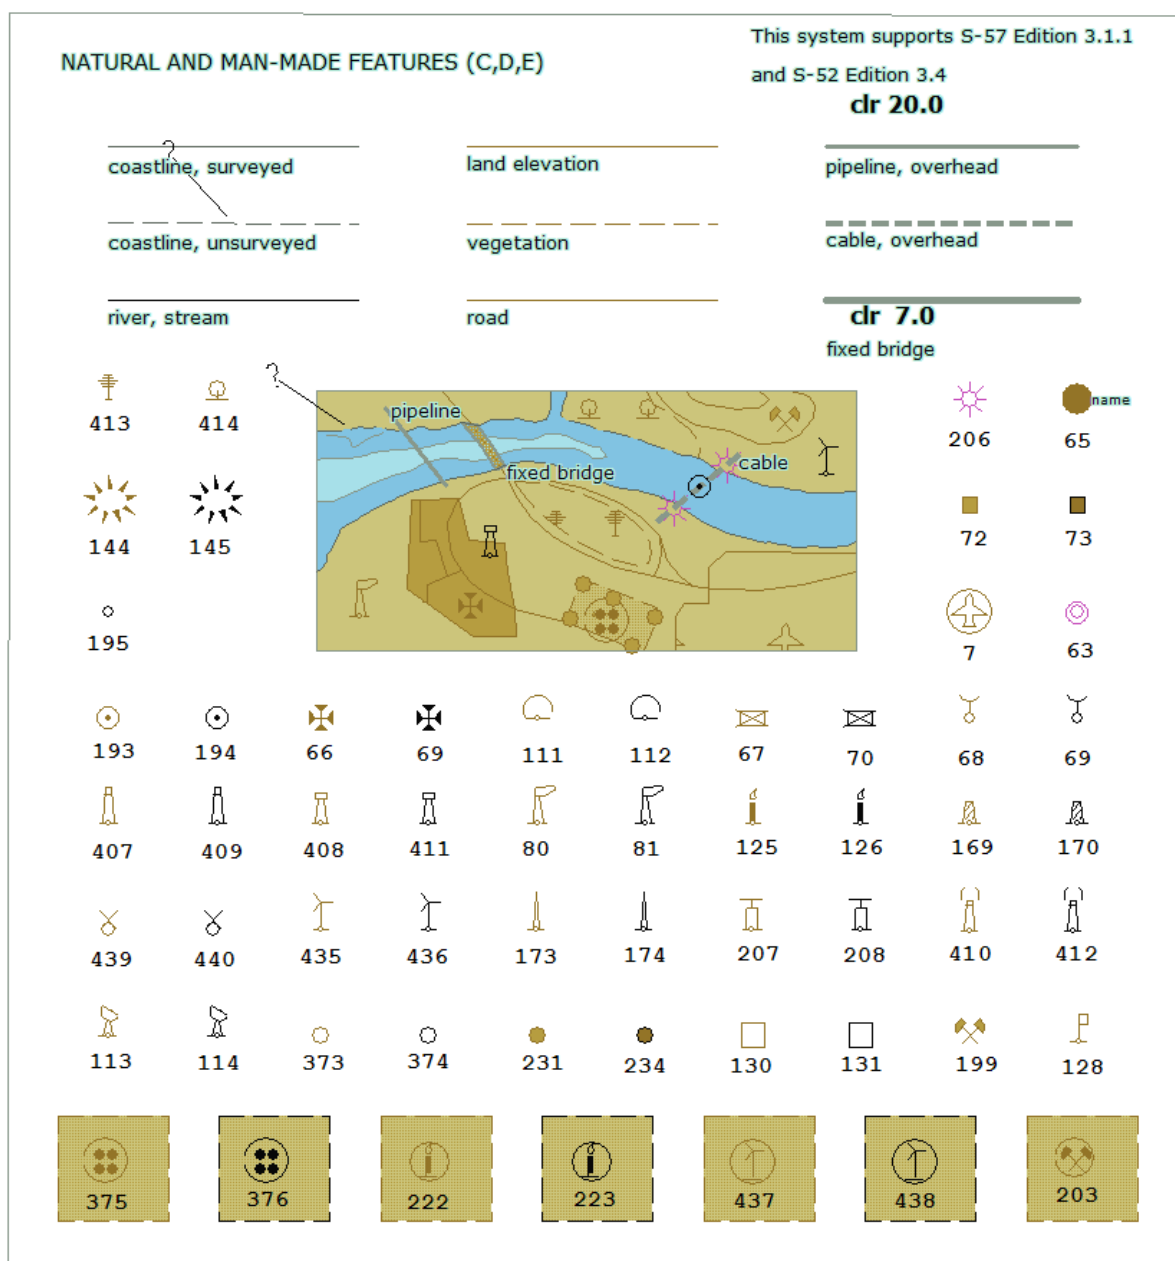 This system supports S-57 Edition 3.1.1
NATURAL AND MAN-MADE FEATURES (C,D,E)
and S-52 Edition 3.4
clr 20.0
coastline, surveyed
land elevation
pipeline, overhead
coastline, unsurveyed
vegetation
cable, overhead
river, stream
road
clr 7.0
fixed bridge
?
?
413 414
pipeline
fixed bridge
cable
name
206 65
144 145
72 73
195
7 63
193 194 66 69 111 112 67 70 68 69
407 409 408 411 80 81 125 126 169 170
439 440 435 436 173 174 207 208 410 412
113 114 373 374 231 234 130 131 199 128
375 376 222 223 437 438 203